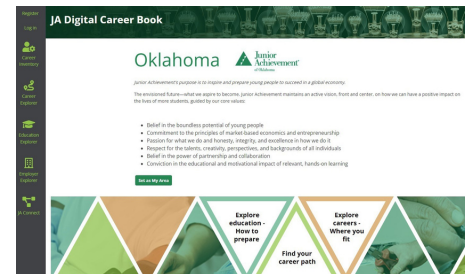 Register
JA Digital Career Book
Log In
Career
Inventory
Career
Explorer
Education
Explorer
Employer
Explorer
JA Connect
Oklahoma
Junior
Achievement
of Oklahoma
Junior Achievement's purpose is to inspire and prepare young people to succeed in a global economy.
The envisioned future—what we aspire to become, Junior Achievement maintains an active vision, front and center, on how we can have a positive impact on
the lives of more students, guided by our core values:
• Belief in the boundless potential of young people
• Commitment to the principles of market-based economics and entrepreneurship
• Passion for what we do and honesty, integrity, and excellence in how we do it
• Respect for the talents, creativity, perspectives, and backgrounds of all individuals
• Belief in the power of partnership and collaboration
• Conviction in the educational and motivational impact of relevant, hands-on learning
Set as My Area
Explore
education -
How to
prepare
Find your
career path
Explore
careers -
Where you
fit